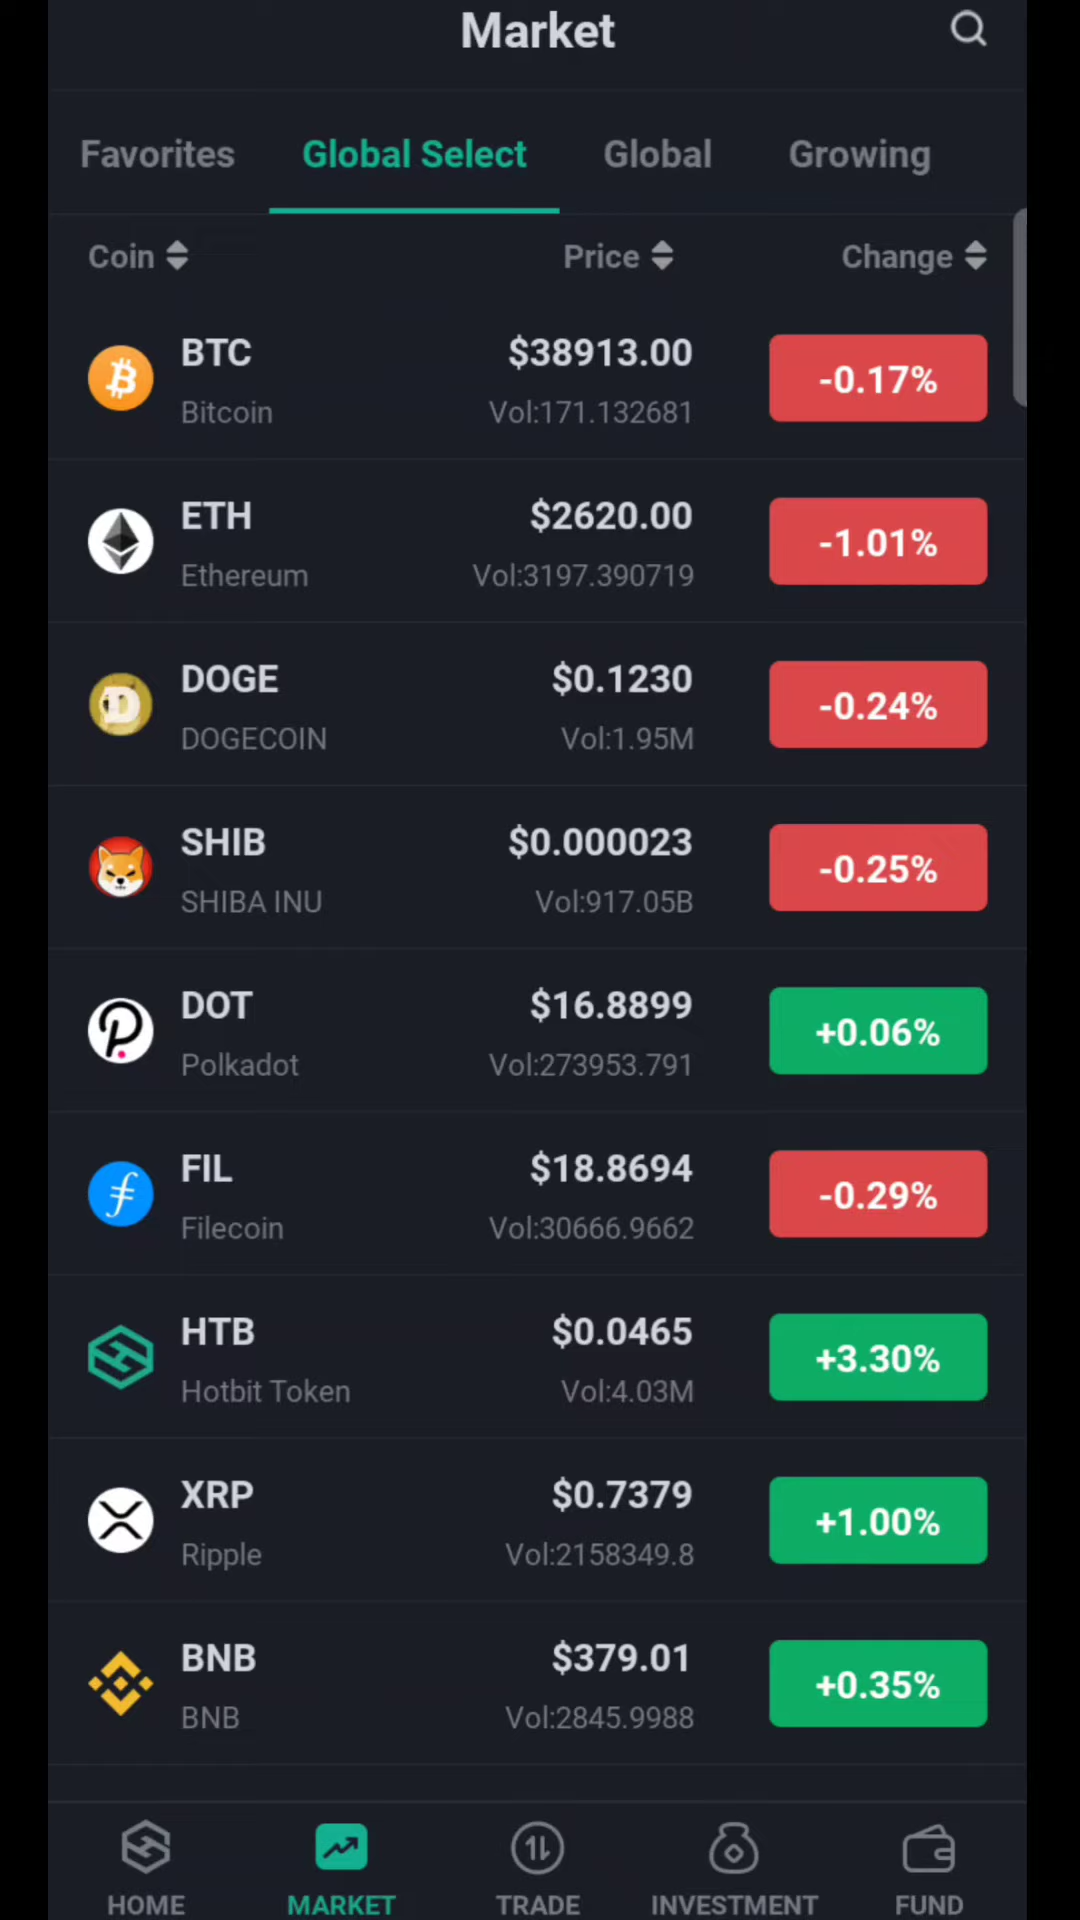 Market
Favorites Global Select Global Growing
Coin Price Change
BTC $38913.00 -0.17%
Bitcoin Vol:171.132681
ETH $2620.00 -1.01%
Ethereum Vol:3197.390719
DOGE $0.1230 -0.24%
DOGECOIN Vol:1.95M
SHIB $0.000023 -0.25%
SHIBA INU Vol:917.05B
DOT $16.8899 +0.06%
Polkadot Vol:273953.791
FIL $18.8694 -0.29%
Filecoin Vol:30666.9662
HTB $0.0465 +3.30%
Hotbit Token Vol:4.03M
XRP $0.7379 +1.00%
Ripple Vol:2158349.8
BNB $379.01 +0.35%
BNB Vol:2845.9988
HOME MARKET TRADE INVESTMENT FUND